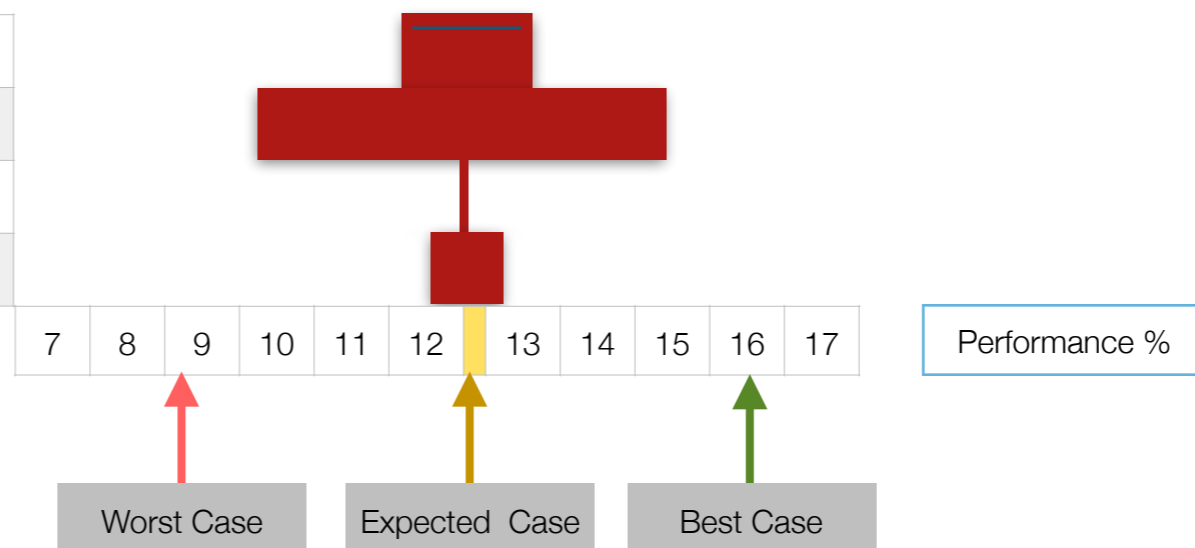 7 8 9 10 11 12 13 14 15 16 17
Performance %
Worst Case
Expected Case
Best Case